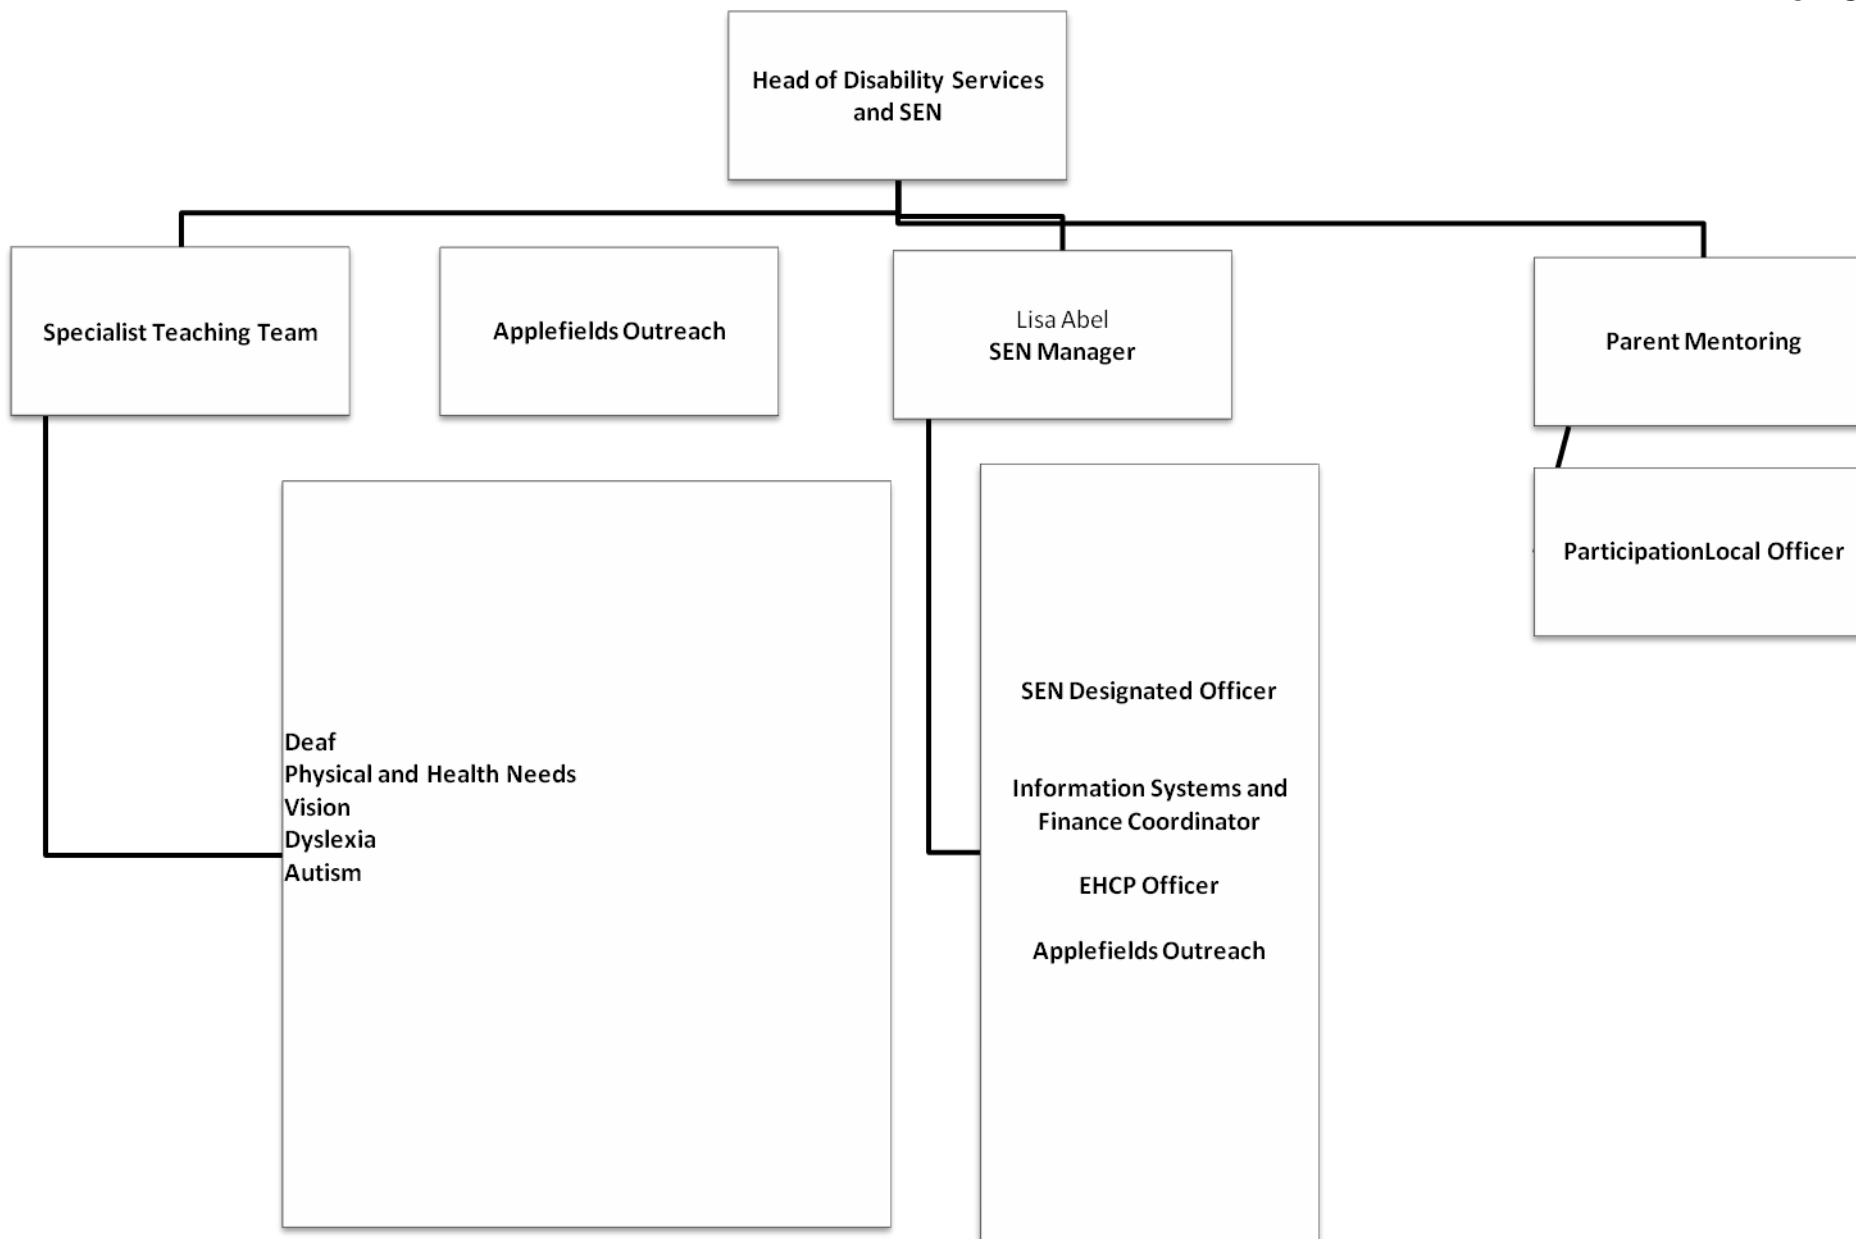 Head of Disability Services
and SEN
Specialist Teaching Team
Applefields Outreach
Lisa Abel
SEN Manager
Parent Mentoring
ParticipationLocal Officer
Deaf
Physical and Health Needs
Vision
Dyslexia
Autism
SEN Designated Officer
Information Systems and
Finance Coordinator
EHCP Officer
Applefields Outreach